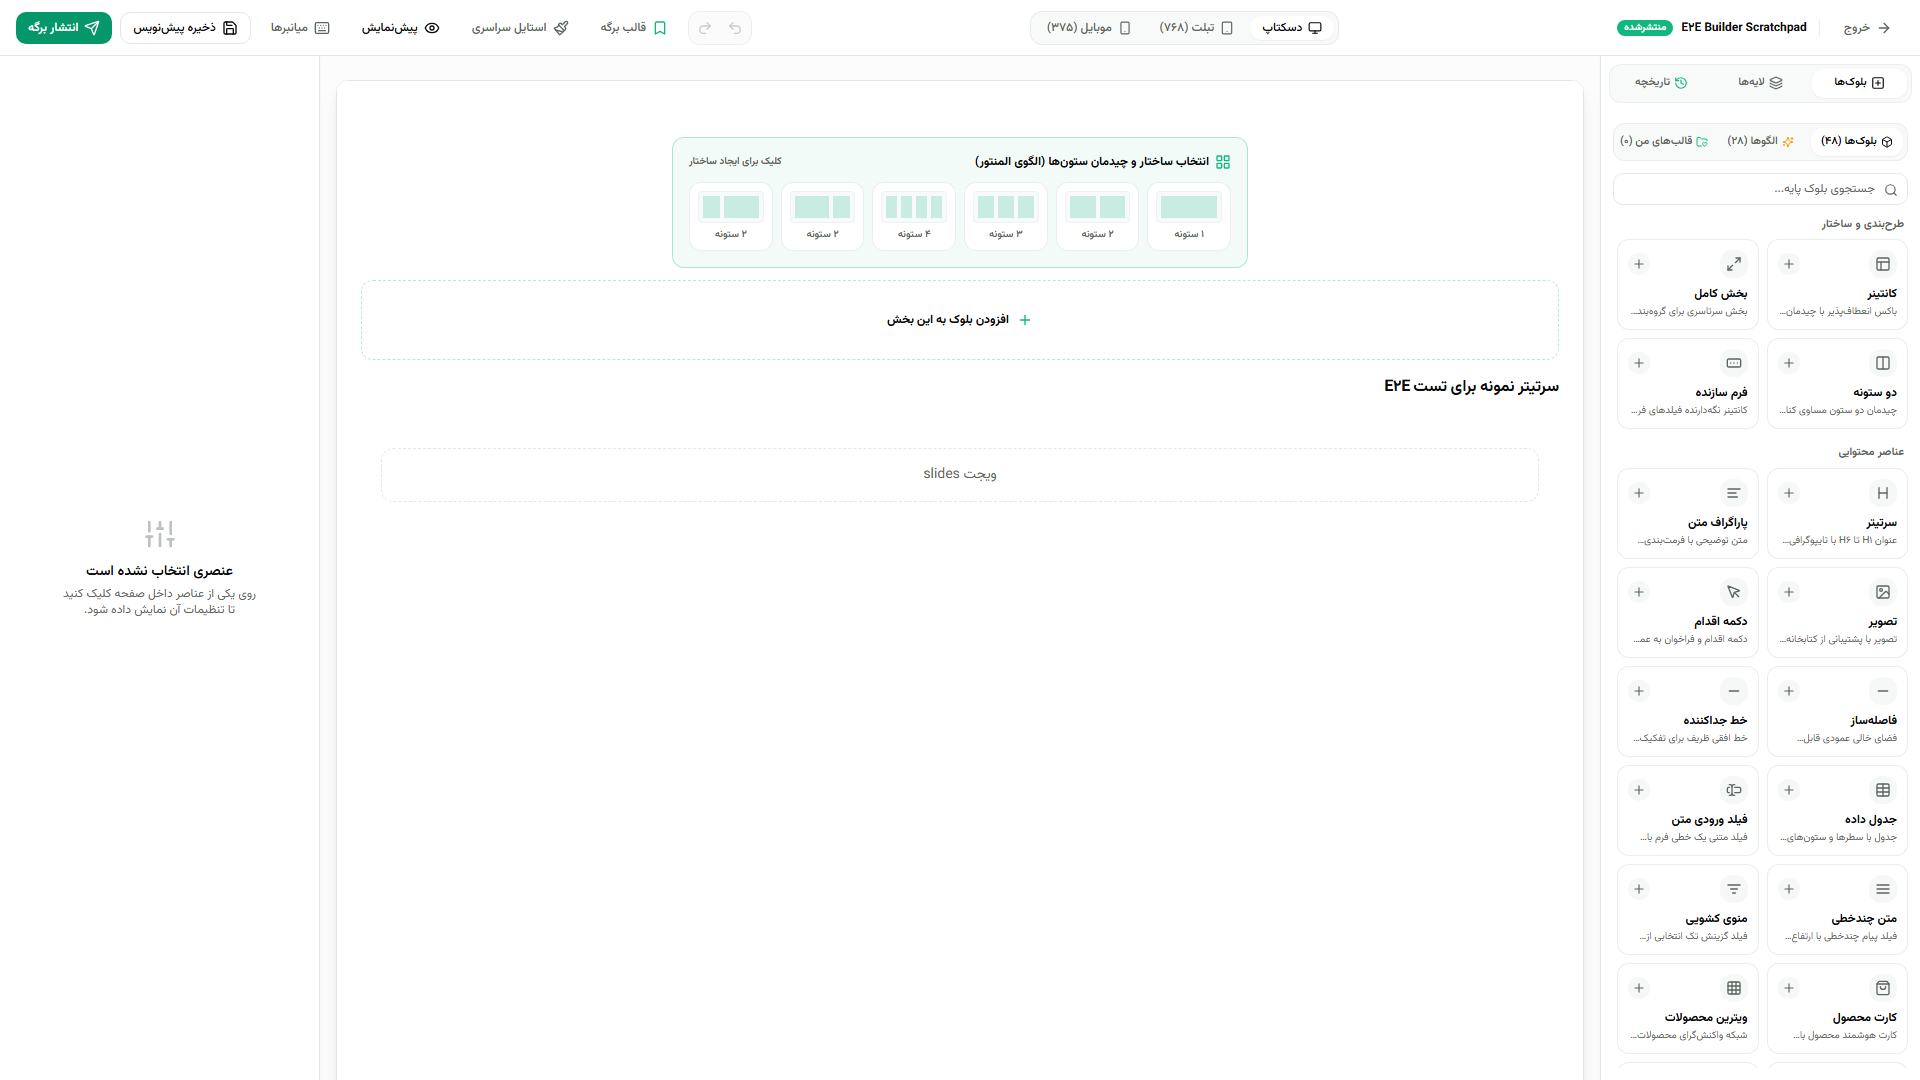 خروج
E۲E Builder Scratchpad
منتشرشده
دسکتاپ
تبلت (۷۶۸)
موبایل (۳۷۵)
قالب برگه
استایل سراسری
پیش‌نمایش
میانبرها
ذخیره پیش‌نویس
انتشار برگه
بلوک‌ها
لایه‌ها
تاریخچه
بلوک‌ها (۴۸)
الگوها (۲۸)
قالب‌های من (۰)
جستجوی بلوک پایه...
طرح‌بندی و ساختار
کانتینر
باکس انعطاف‌پذیر با چیدمان...
بخش کامل
بخش سرتاسری برای گروه‌بند...
دو ستونه
چیدمان دو ستون مساوی کنا...
فرم سازنده
کانتینر نگه‌دارنده فیلدهای فر...
عناصر محتوایی
سرتیتر
عنوان H۱ تا H۶ با تایپوگرافی...
پاراگراف متن
متن توضیحی با فرمت‌بندی...
تصویر
تصویر با پشتیبانی از کتابخانه...
دکمه اقدام
دکمه اقدام و فراخوان به عمـ...
فاصله‌ساز
فضای خالی عمودی قابل...
خط جداکننده
خط افقی ظریف برای تفکیک...
جدول داده
جدول با سطرها و ستون‌های...
فیلد ورودی متن
فیلد متنی یک خطی فرم با...
متن چندخطی
فیلد پیام چندخطی با ارتفاع...
منوی کشویی
فیلد گزینش تک انتخابی از...
کارت محصول
کارت هوشمند محصول با...
ویترین محصولات
شبکه واکنش‌گرای محصولات...
انتخاب ساختار و چیدمان ستون‌ها (الگوی المنتور)
کلیک برای ایجاد ساختار
۱ ستونه
۲ ستونه
۳ ستونه
۴ ستونه
۲ ستونه
۲ ستونه
افزودن بلوک به این بخش
سرتیتر نمونه برای تست E۲E
ویجت slides
عنصری انتخاب نشده است
روی یکی از عناصر داخل صفحه کلیک کنید
تا تنظیمات آن نمایش داده شود.